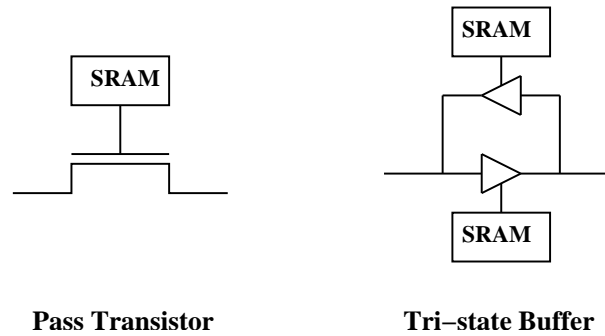 SRAM
SRAM
SRAM
Pass Transistor
Tri−state Buffer